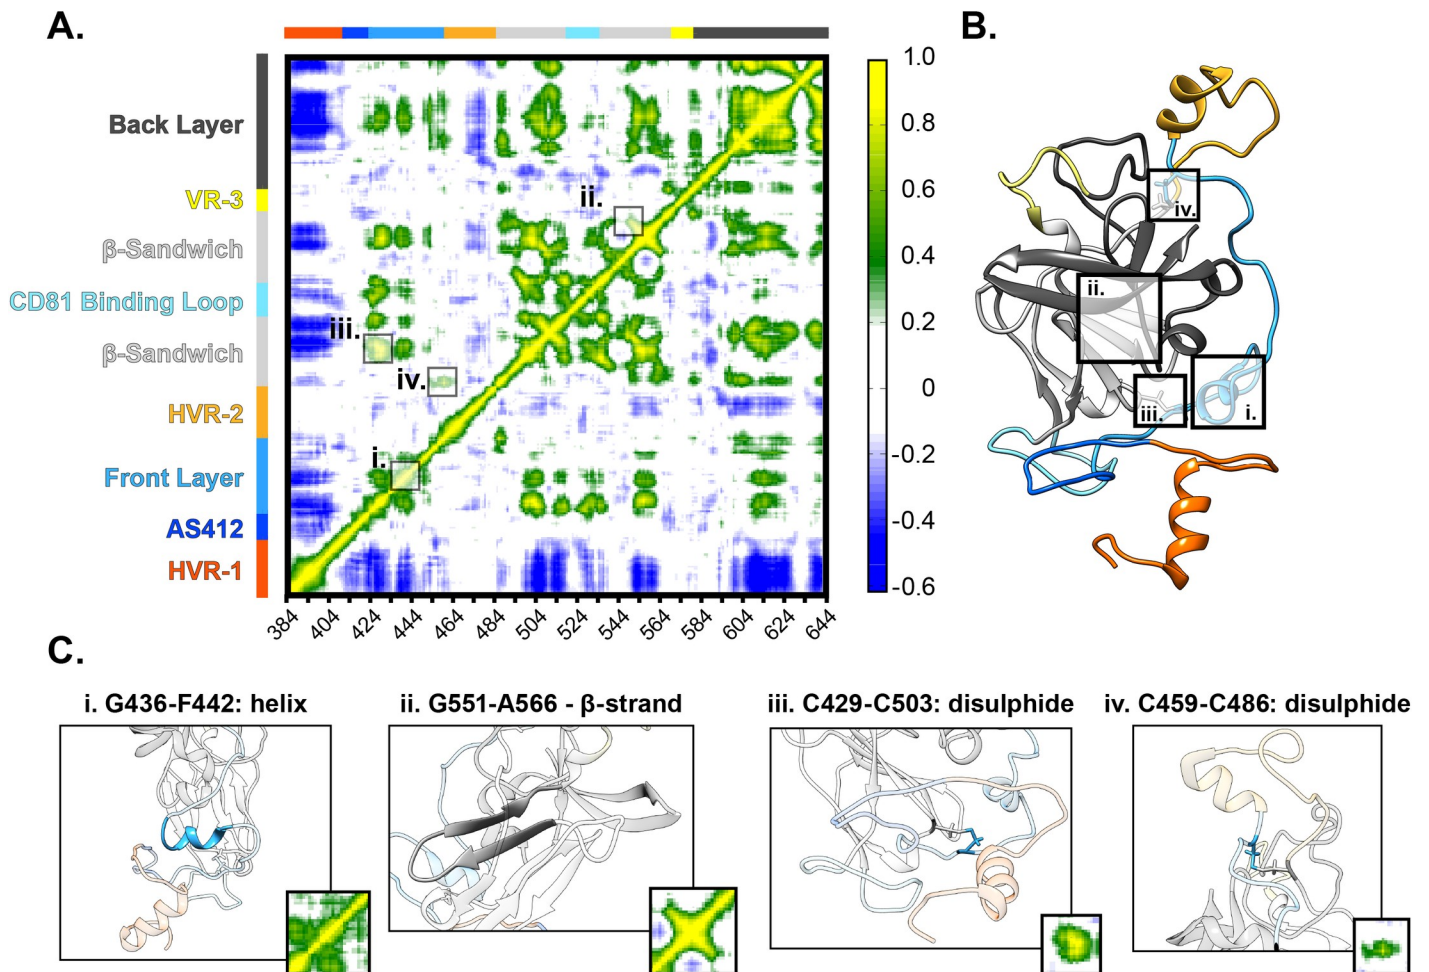 A.
B.
Back Layer
VR-3
β-Sandwich
CD81 Binding Loop
β-Sandwich
HVR-2
Front Layer
AS412
HVR-1
ii.
iii.
iv.
i.
1.0
0.8
0.6
0.4
0.2
0
-0.2
-0.4
-0.6
384 404 424 444 464 484 504 524 544 564 584 604 624 644
iv.
ii.
iii.
i.
C.
i. G436-F442: helix
ii. G551-A566 - β-strand
iii. C429-C503: disulphide
iv. C459-C486: disulphide